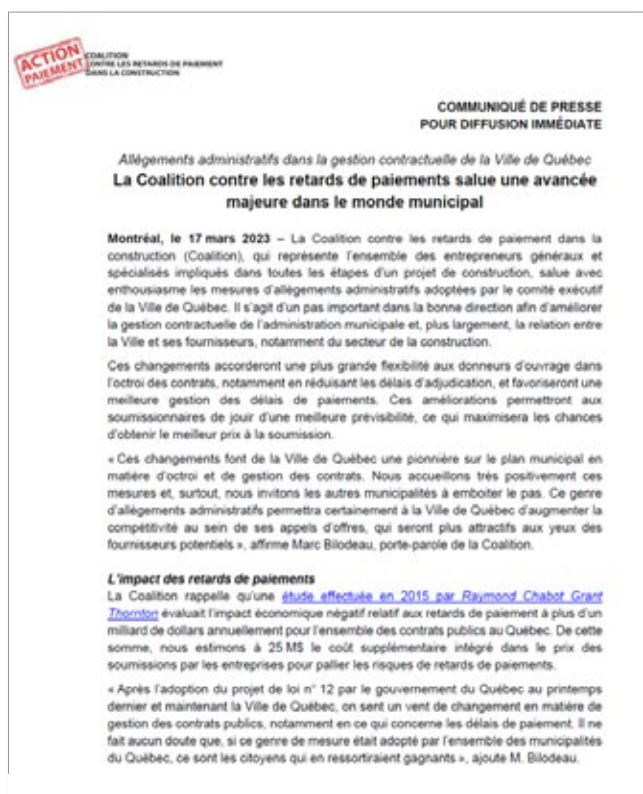 ACTION
PAIEMENT
COALITION
CONTRE LES RETARDS DE PAIEMENT
DANS LA CONSTRUCTION
COMMUNIQUÉ DE PRESSE
POUR DIFFUSION IMMÉDIATE
Allègements administratifs dans la gestion contractuelle de la Ville de Québec
La Coalition contre les retards de paiements salue une avancée
majeure dans le monde municipal
Montréal, le 17 mars 2023 – La Coalition contre les retards de paiement dans la
construction (Coalition), qui représente l'ensemble des entrepreneurs généraux et
spécialisés impliqués dans toutes les étapes d'un projet de construction, salue avec
enthousiasme les mesures d'allègements administratifs adoptées par le comité exécutif
de la Ville de Québec. Il s'agit d'un pas important dans la bonne direction afin d'améliorer
la gestion contractuelle de l'administration municipale et, plus largement, la relation entre
la Ville et ses fournisseurs, notamment du secteur de la construction.
Ces changements accorderont une plus grande flexibilité aux donneurs d'ouvrage dans
l'octroi des contrats, notamment en réduisant les délais d'adjudication, et favoriseront une
meilleure gestion des délais de paiements. Ces améliorations permettront aux
soumissionnaires de jouir d'une meilleure prévisibilité, ce qui maximisera les chances
d'obtenir le meilleur prix à la soumission.
« Ces changements font de la Ville de Québec une pionnière sur le plan municipal en
matière d'octroi et de gestion des contrats. Nous accueillons très positivement ces
mesures et, surtout, nous invitons les autres municipalités à emboiter le pas. Ce genre
d'allègements administratifs permettra certainement à la Ville de Québec d'augmenter la
compétitivité au sein de ses appels d'offres, qui seront plus attractifs aux yeux des
fournisseurs potentiels », affirme Marc Bilodeau, porte-parole de la Coalition.
L'impact des retards de paiements
La Coalition rappelle qu'une étude effectuée en 2015 par Raymond Chabot Grant
Thornton évaluait l'impact économique négatif relatif aux retards de paiement à plus d'un
milliard de dollars annuellement pour l'ensemble des contrats publics au Québec. De cette
somme, nous estimons à 25 M$ le coût supplémentaire intégré dans le prix des
soumissions par les entreprises pour pallier les risques de retards de paiements.
« Après l'adoption du projet de loi n° 12 par le gouvernement du Québec au printemps
dernier et maintenant la Ville de Québec, on sent un vent de changement en matière de
gestion des contrats publics, notamment en ce qui concerne les délais de paiement. Il ne
fait aucun doute que, si ce genre de mesure était adopté par l'ensemble des municipalités
du Québec, ce sont les citoyens qui en ressortiraient gagnants », ajoute M. Bilodeau.